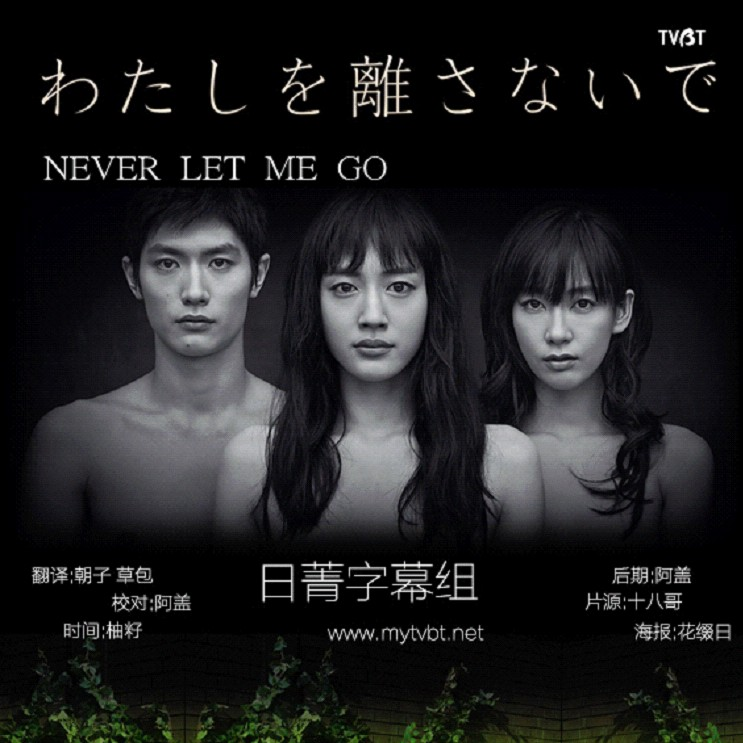 TVBT
わたしを離さないで
NEVER LET ME GO
翻译:朝子 草包
日菁字幕组
后期:阿盖
校对:阿盖
片源:十八哥
时间:柚籽
www.mytvbt.net
海报:花缀日